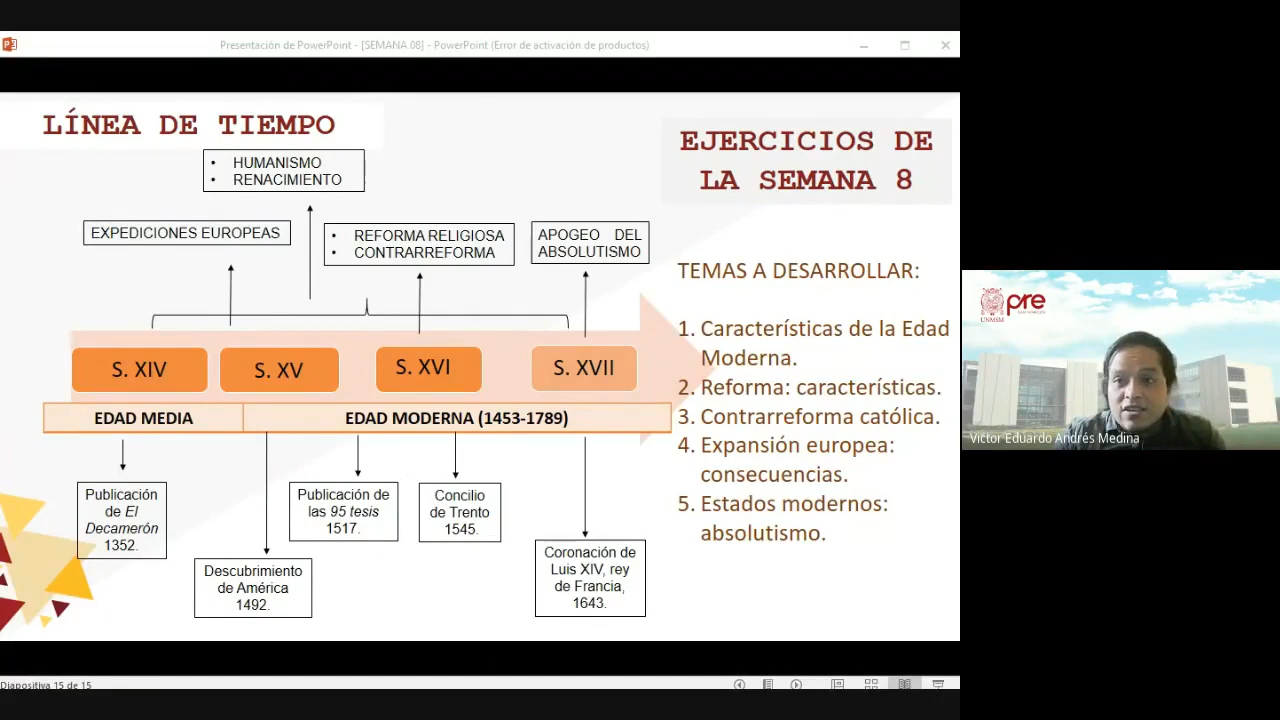 Presentación de PowerPoint - [SEMANA 08] - PowerPoint (Error de activación de productos)
LÍNEA DE TIEMPO
• HUMANISMO
• RENACIMIENTO
EXPEDICIONES EUROPEAS
• REFORMA RELIGIOSA
• CONTRARREFORMA
APOGEO DEL
ABSOLUTISMO
S. XIV
S. XV
S. XVI
S. XVII
EDAD MEDIA
EDAD MODERNA (1453-1789)
Publicación
de El
Decamerón
1352.
Descubrimiento
de América
1492.
Publicación de
las 95 tesis
1517.
Concilio
de Trento
1545.
Coronación de
Luis XIV, rey
de Francia,
1643.
EJERCICIOS DE
LA SEMANA 8
TEMAS A DESARROLLAR:
1. Características de la Edad
Moderna.
2. Reforma: características.
3. Contrarreforma católica.
4. Expansión europea:
consecuencias.
5. Estados modernos:
absolutismo.
Diapositiva 15 de 15
pre
UNMSM
Víctor Eduardo Andrés Medina